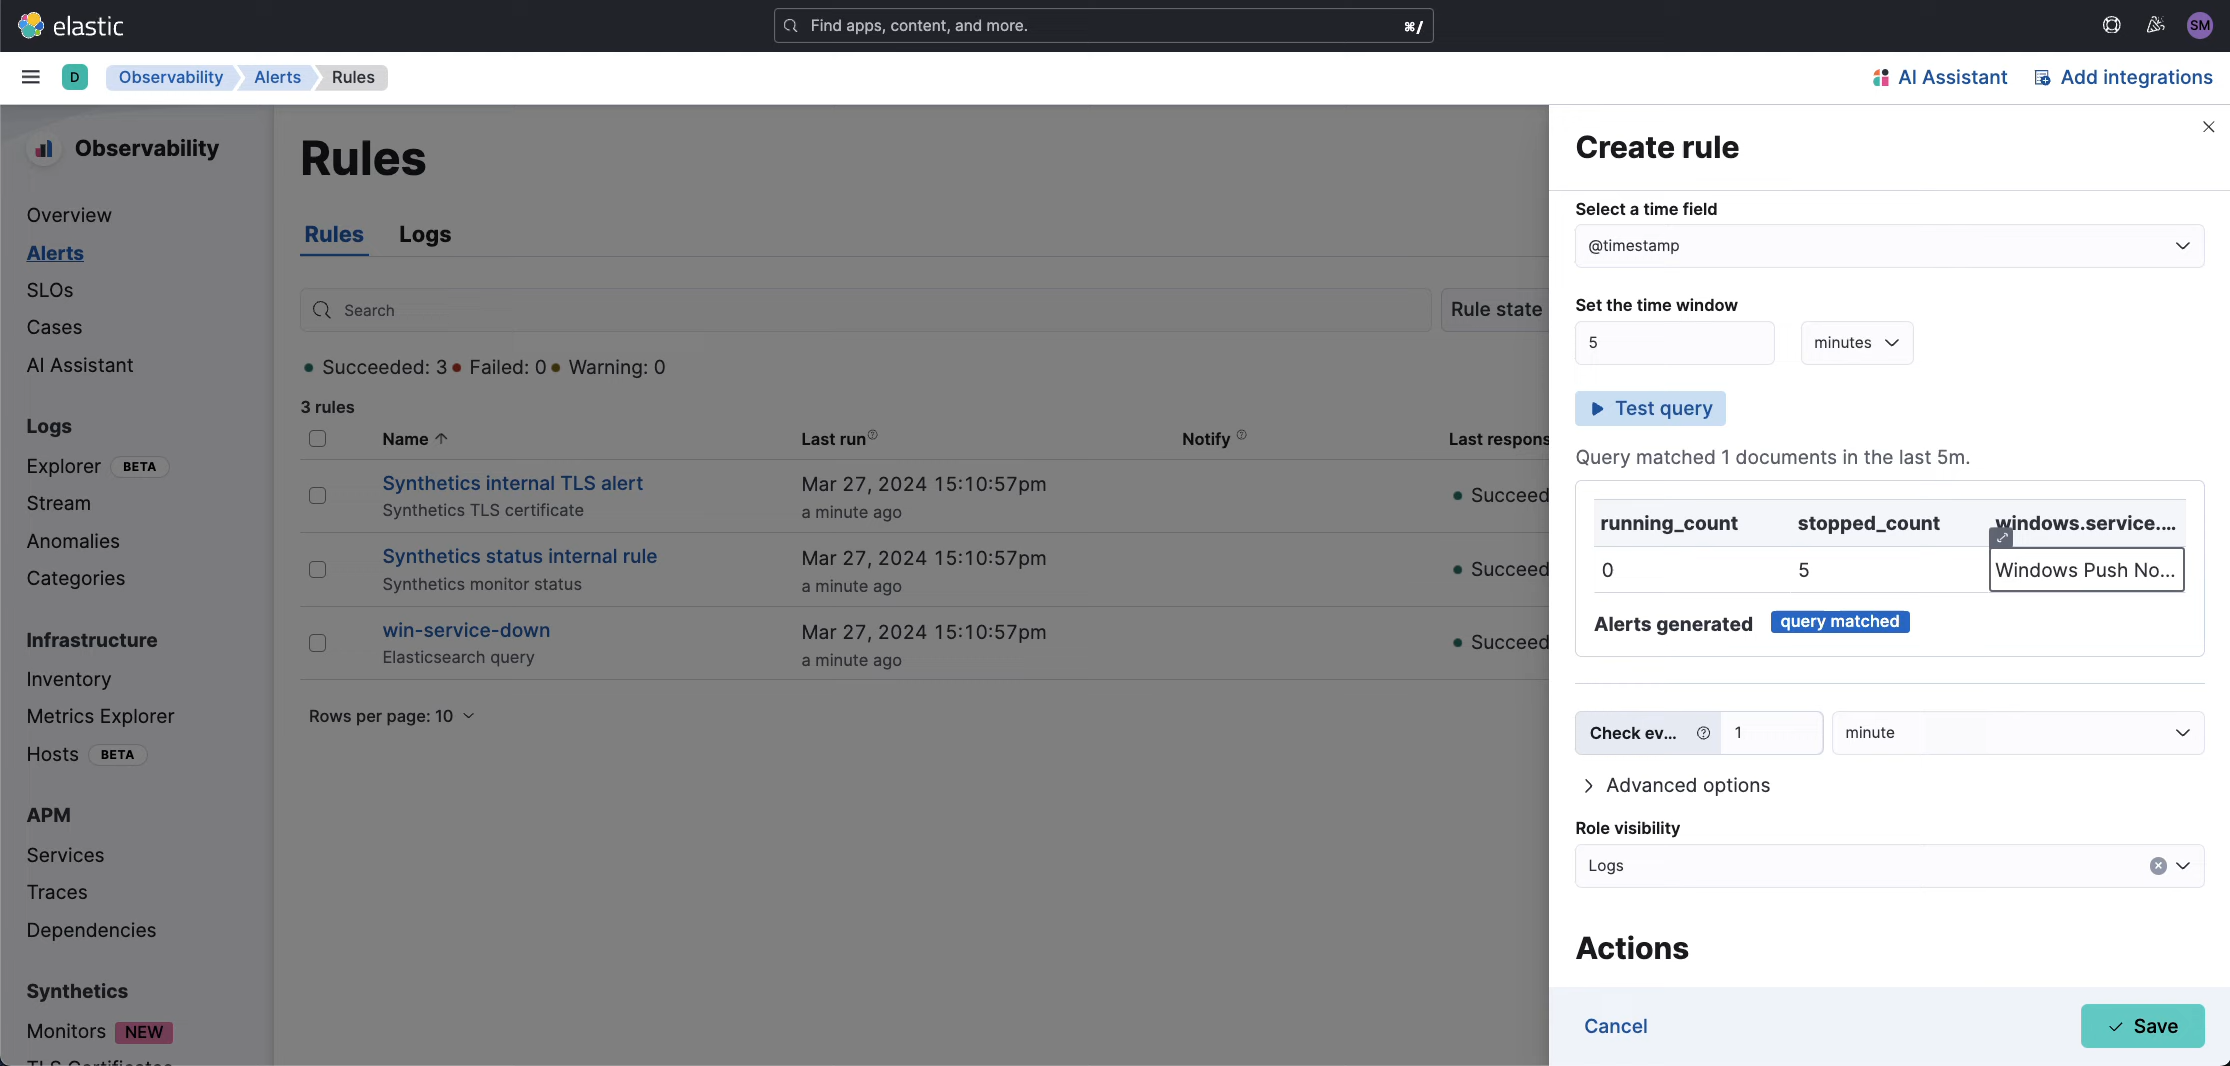 elastic
Find apps, content, and more.
⌘/
SM
D
Observability
Alerts
Rules
AI Assistant
Add integrations
Observability
Overview
Alerts
SLOs
Cases
AI Assistant
Logs
Explorer BETA
Stream
Anomalies
Categories
Infrastructure
Inventory
Metrics Explorer
Hosts BETA
APM
Services
Traces
Dependencies
Synthetics
Monitors NEW
TLS Certificates
Rules
Rules Logs
Search
Rule state
Succeeded: 3 Failed: 0 Warning: 0
3 rules
Name Last run Notify Last respons
Synthetics internal TLS alert
Synthetics TLS certificate
Mar 27, 2024 15:10:57pm
a minute ago
Succeed
Synthetics status internal rule
Synthetics monitor status
Mar 27, 2024 15:10:57pm
a minute ago
Succeed
win-service-down
Elasticsearch query
Mar 27, 2024 15:10:57pm
a minute ago
Succeed
Rows per page: 10
Create rule
Select a time field
@timestamp
Set the time window
5 minutes
Test query
Query matched 1 documents in the last 5m.
running_count stopped_count windows.service....
0 5 Windows Push No...
Alerts generated query matched
Check ev... 1 minute
Advanced options
Role visibility
Logs
Actions
Cancel
Save